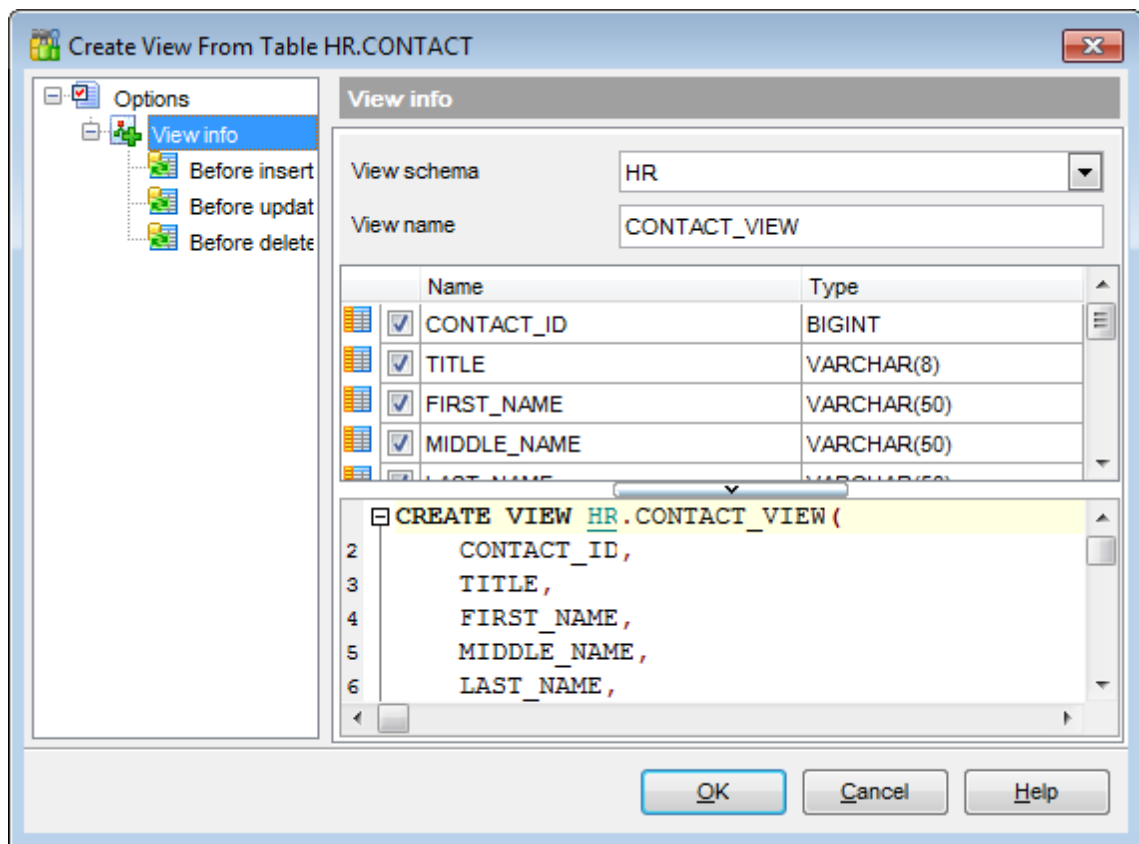 Create View From Table HR.CONTACT
Options
View info
Before insert
Before updat
Before delete
View info
View schema HR
View name CONTACT_VIEW
Name Type
CONTACT_ID BIGINT
TITLE VARCHAR(8)
FIRST_NAME VARCHAR(50)
MIDDLE_NAME VARCHAR(50)
CREATE VIEW HR.CONTACT_VIEW(
2 CONTACT_ID,
3 TITLE,
4 FIRST_NAME,
5 MIDDLE_NAME,
6 LAST_NAME,
OK Cancel Help